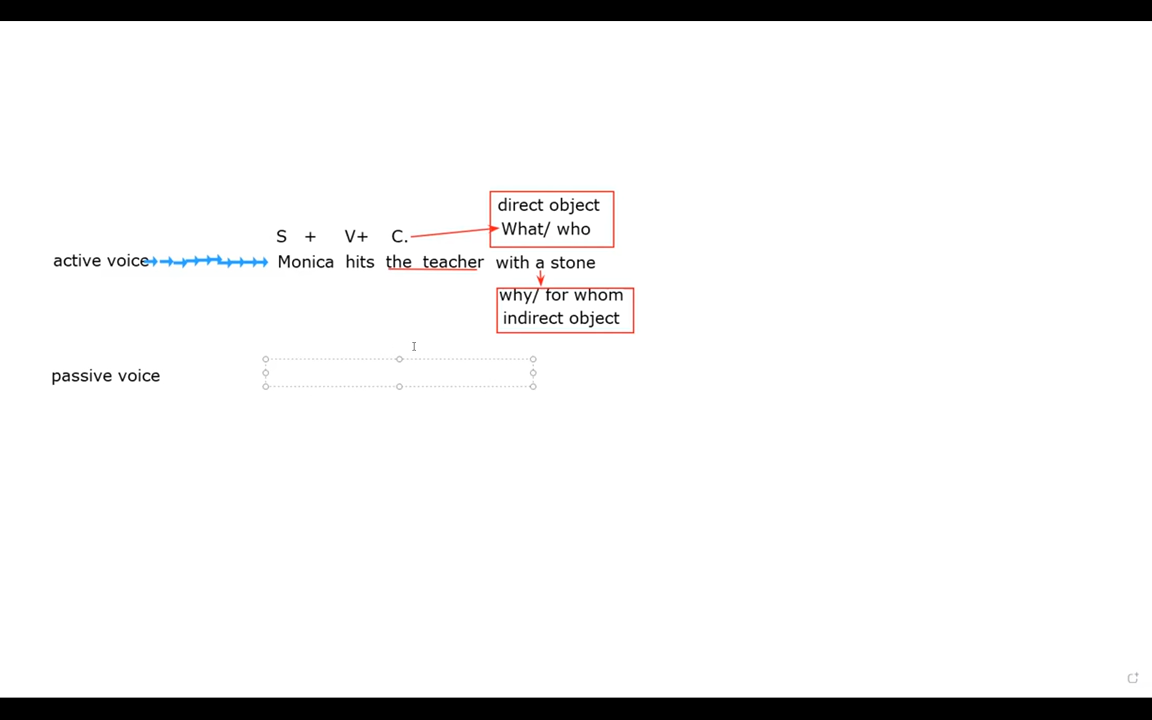 direct object
What/ who
S + V+ C.
active voice
Monica hits the teacher with a stone
why/ for whom
indirect object
passive voice